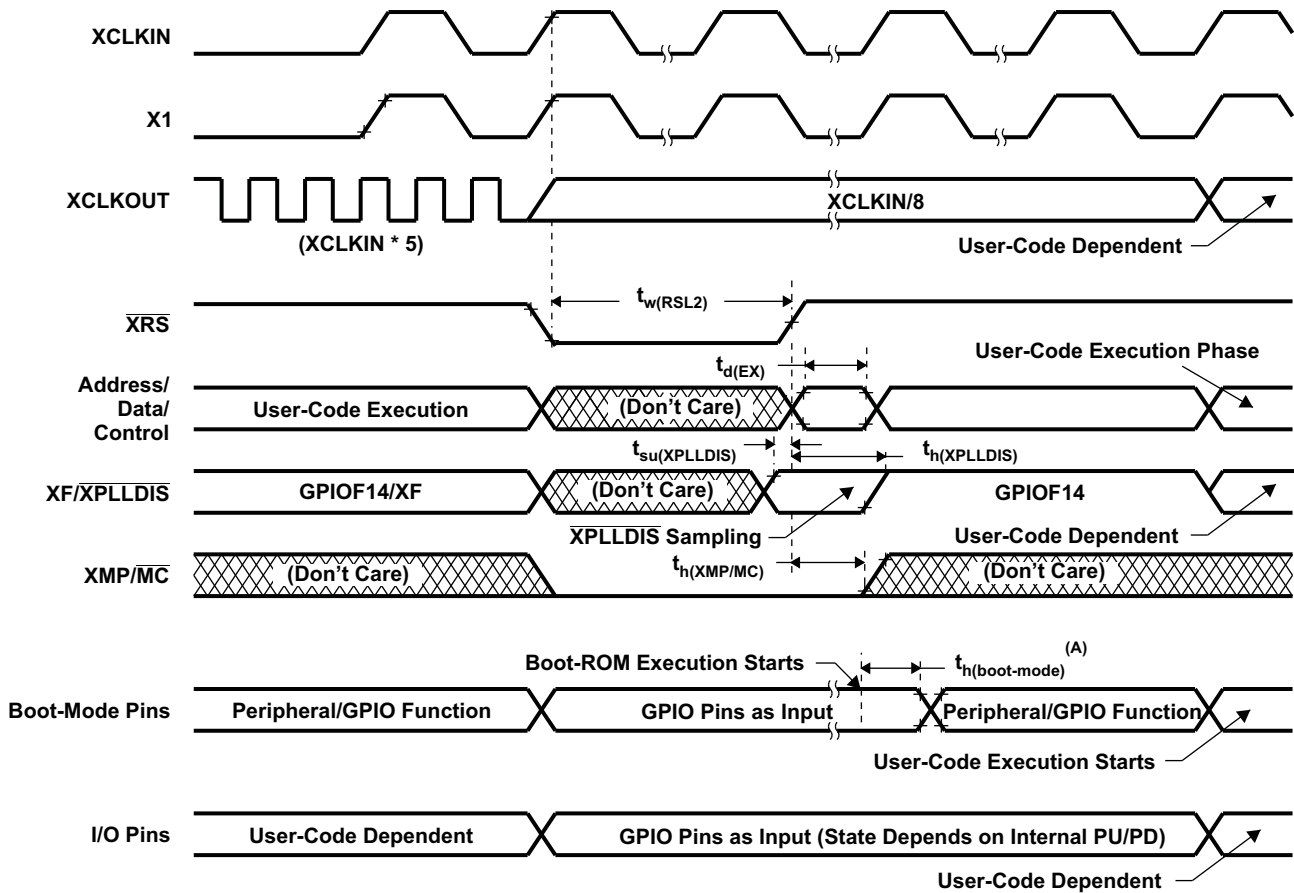 XCLKIN
X1
XCLKOUT
XCLKIN/8
(XCLKIN * 5)
User-Code Dependent
tw(RSL2)
XRS
User-Code Execution Phase
td(EX)
Address/
Data/
Control
User-Code Execution
(Don't Care)
tsu(XPLLDIS)
th(XPLLDIS)
XF/XPLLDIS
GPIOF14/XF
(Don't Care)
GPIOF14
XPLLDIS Sampling
User-Code Dependent
XMP/MC
(Don't Care)
th(XMP/MC)
(Don't Care)
Boot-ROM Execution Starts
th(boot-mode)(A)
Boot-Mode Pins
Peripheral/GPIO Function
GPIO Pins as Input
Peripheral/GPIO Function
User-Code Execution Starts
I/O Pins
User-Code Dependent
GPIO Pins as Input (State Depends on Internal PU/PD)
User-Code Dependent